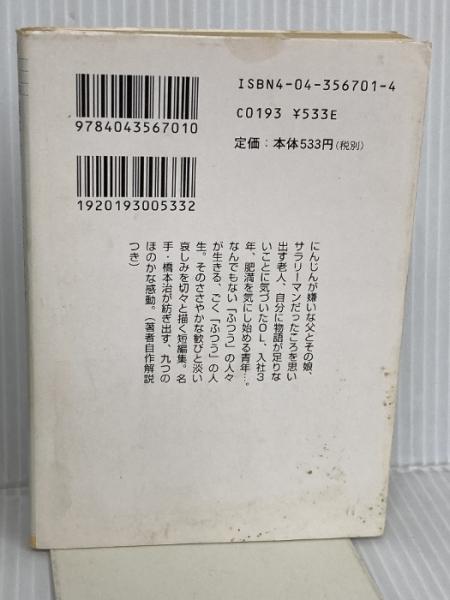 ISBN4-04-356701-4
C0193 ¥533E
定価：本体533円（税別）
9784043567010
1920193005332
にんじんが嫌いな父とその娘、
サラリーマンだったころを思い
出す老人、自分に物語が足りな
いことに気づいたOL、入社3
年、肥満を気にし始める青年…。
なんでもない「ふつう」の人々
が生きる、ごく「ふつう」の人
生。そのささやかな歓びと淡い
哀しみを切々と描く短編集。名
手・橋本治が紡ぎ出す、九つの
ほのかな感動。（著者自作解説
つき）